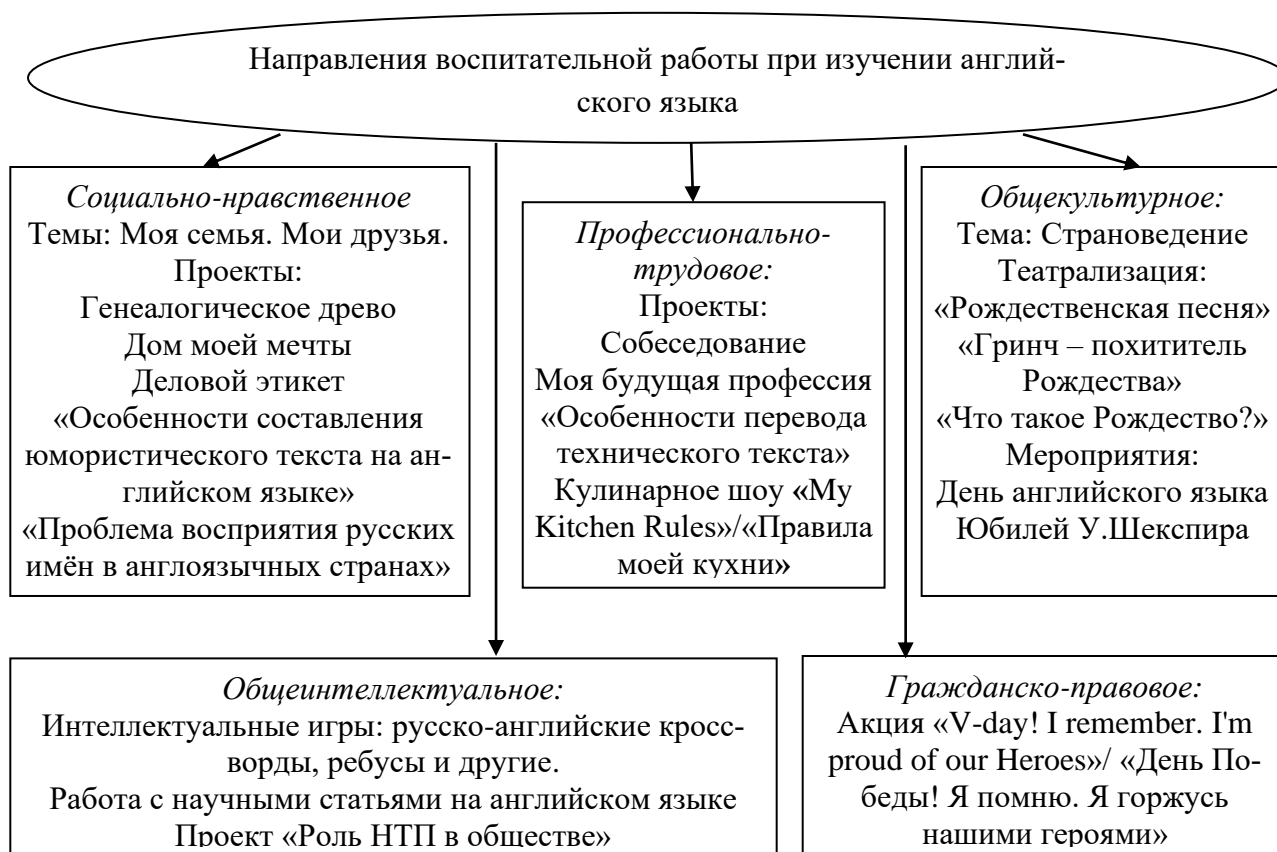 Направления воспитательной работы при изучении англий-
ского языка
Социально-нравственное
Темы: Моя семья. Мои друзья.
Проекты:
Генеалогическое древо
Дом моей мечты
Деловой этикет
«Особенности составления
юмористического текста на ан-
глийском языке»
«Проблема восприятия русских
имён в англоязычных странах»
Профессионально-
трудовое:
Проекты:
Собеседование
Моя будущая профессия
«Особенности перевода
технического текста»
Кулинарное шоу «My
Kitchen Rules»/«Правила
моей кухни»
Общекультурное:
Тема: Страноведение
Театрализация:
«Рождественская песня»
«Гринч – похититель
Рождества»
«Что такое Рождество?»
Мероприятия:
День английского языка
Юбилей У.Шекспира
Общеинтеллектуальное:
Интеллектуальные игры: русско-английские кросс-
ворды, ребусы и другие.
Работа с научными статьями на английском языке
Проект «Роль НТП в обществе»
Гражданско-правовое:
Акция «V-day! I remember. I'm
proud of our Heroes»/ «День По-
беды! Я помню. Я горжусь
нашими героями»